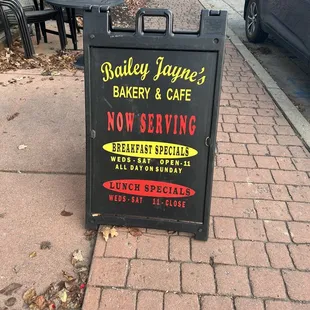 Bailey Jayne's
BAKERY & CAFE
NOW SERVING
BREAKFAST SPECIALS
WEDS - SAT OPEN-11
ALL DAY ON SUNDAY
LUNCH SPECIALS
WEDS - SAT 11-CLOSE